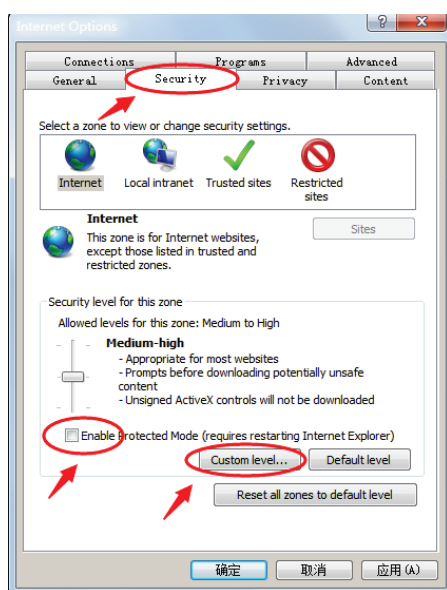 Internet Options
Connections Programs Advanced
General Security Privacy Content
Select a zone to view or change security settings.
Internet Local intranet Trusted sites Restricted sites
Internet
Sites
This zone is for Internet websites,
except those listed in trusted and
restricted zones.
Security level for this zone
Allowed levels for this zone: Medium to High
Medium-high
- Appropriate for most websites
- Prompts before downloading potentially unsafe
content
- Unsigned ActiveX controls will not be downloaded
Enable Protected Mode (requires restarting Internet Explorer)
Custom level... Default level
Reset all zones to default level
确定 取消 应用(A)